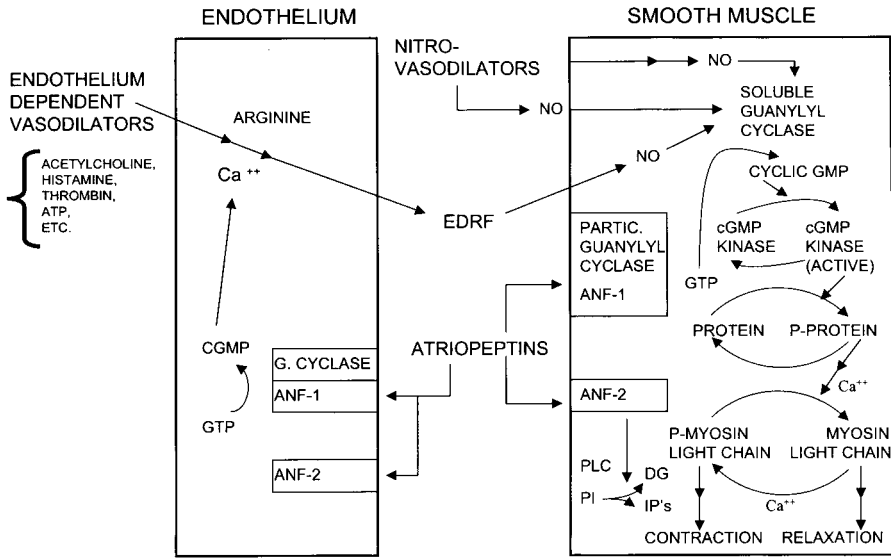 ENDOTHELIUM
SMOOTH MUSCLE
ENDOTHELIUM
DEPENDENT
VASODILATORS
ACETYLCHOLINE,
HISTAMINE,
THROMBIN,
ATP,
ETC.
ARGININE
Ca ++
CGMP
GTP
G. CYCLASE
ANF-1
ANF-2
NITRO-
VASODILATORS
NO
EDRF
ATRIOPEPTINS
NO
NO
SOLUBLE
GUANYLYL
CYCLASE
CYCLIC GMP
PARTIC.
GUANYLYL
CYCLASE
ANF-1
GTP
cGMP
KINASE
cGMP
KINASE
(ACTIVE)
PROTEIN
P-PROTEIN
Ca++
ANF-2
PLC
PI
DG
IP's
P-MYOSIN
LIGHT CHAIN
MYOSIN
LIGHT CHAIN
Ca++
CONTRACTION
RELAXATION